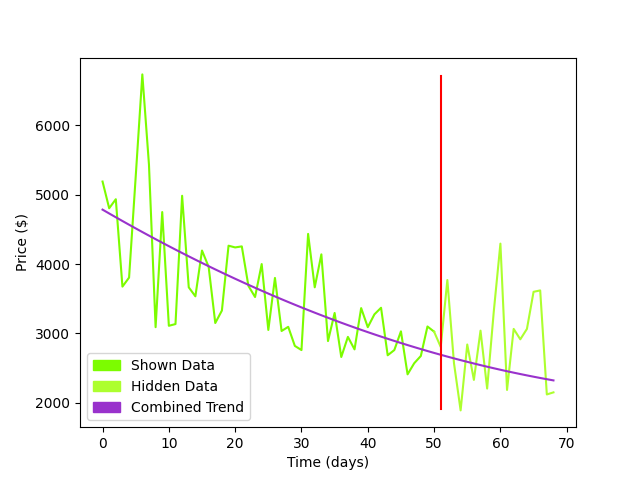 6000
5000
4000
3000
2000
Price ($)
Shown Data
Hidden Data
Combined Trend
0 10 20 30 40 50 60 70
Time (days)